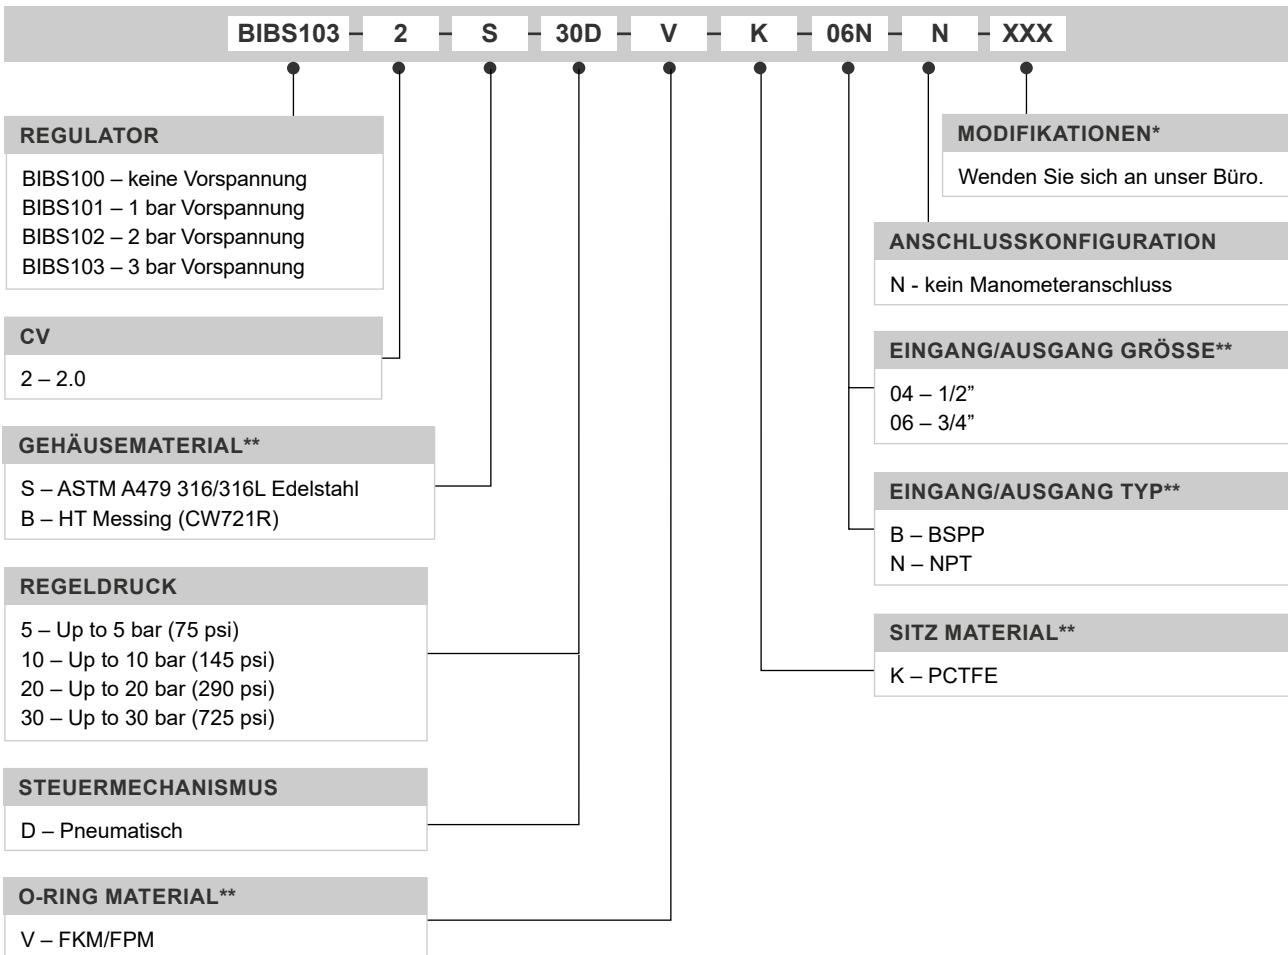 BIBS103 – 2 – S – 30D – V – K – 06N – N – XXX
REGULATOR
BIBS100 – keine Vorspannung
BIBS101 – 1 bar Vorspannung
BIBS102 – 2 bar Vorspannung
BIBS103 – 3 bar Vorspannung
CV
2 – 2.0
GEHÄUSEMATERIAL**
S – ASTM A479 316/316L Edelstahl
B – HT Messing (CW721R)
REGELDRUCK
5 – Up to 5 bar (75 psi)
10 – Up to 10 bar (145 psi)
20 – Up to 20 bar (290 psi)
30 – Up to 30 bar (725 psi)
STEUERMECHANISMUS
D – Pneumatisch
O-RING MATERIAL**
V – FKM/FPM
MODIFIKATIONEN*
Wenden Sie sich an unser Büro.
ANSCHLUSSKONFIGURATION
N - kein Manometeranschluss
EINGANG/AUSGANG GRÖSSE**
04 – 1/2”
06 – 3/4”
EINGANG/AUSGANG TYP**
B – BSPP
N – NPT
SITZ MATERIAL**
K – PCTFE